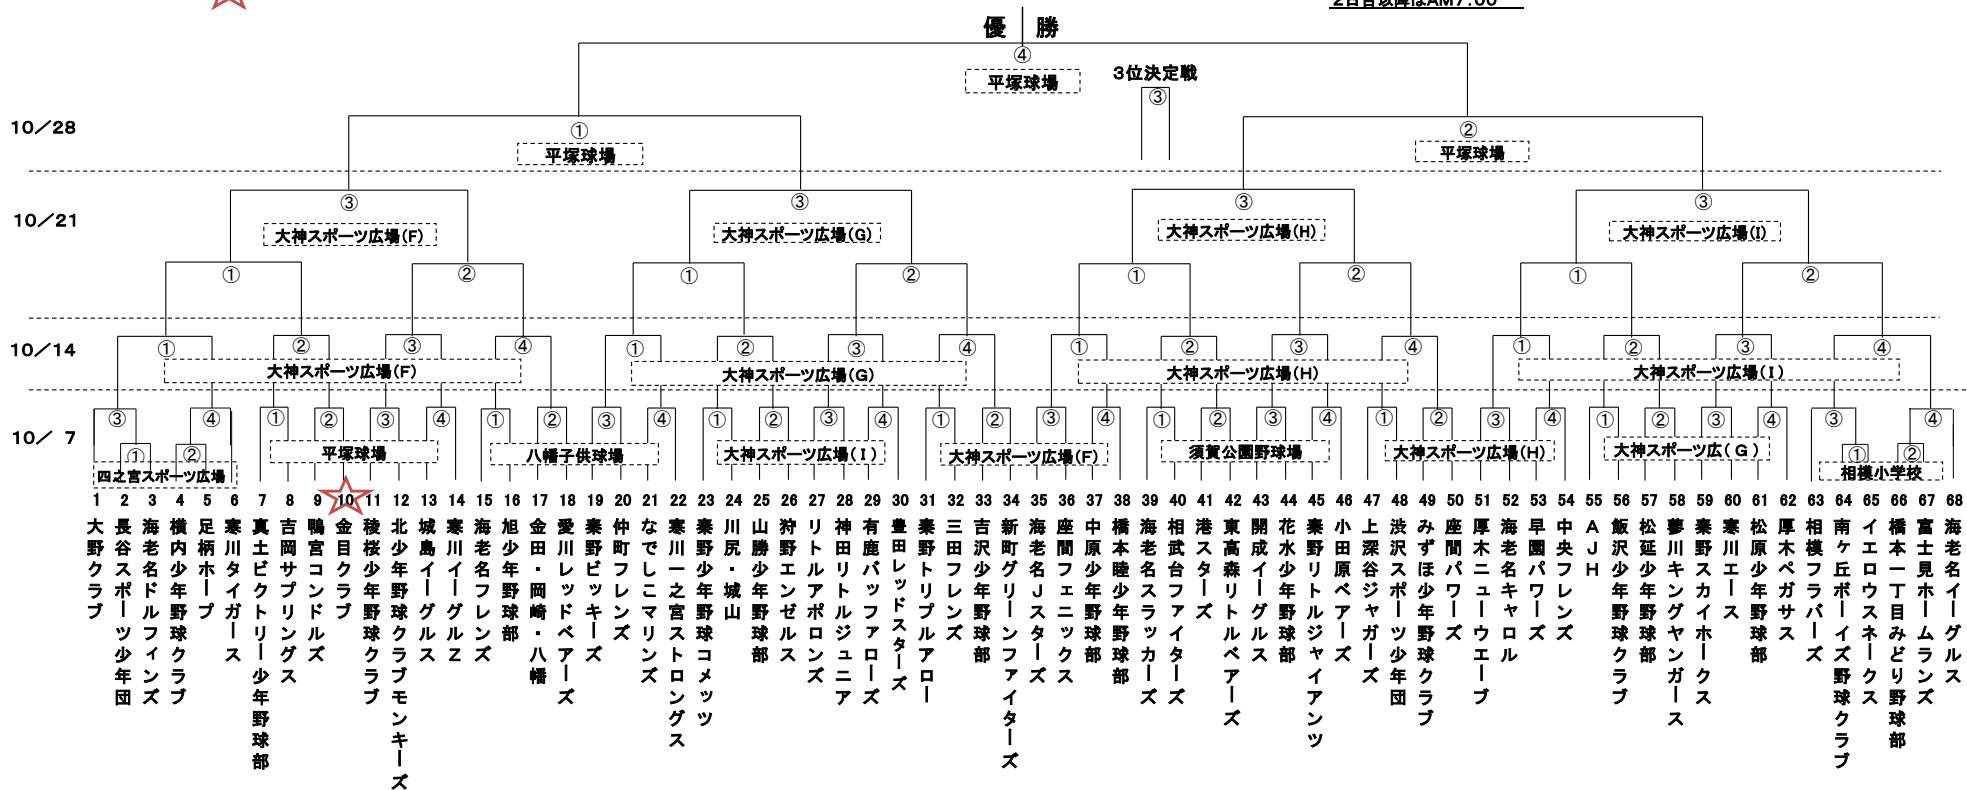 2日目以降はAM7:00
優 勝
④
平塚球場
3位決定戦
③
10/28
① ②
平塚球場 平塚球場
10/21
③ ③ ③ ③
大神スポーツ広場(F) 大神スポーツ広場(G) 大神スポーツ広場(H) 大神スポーツ広場(I)
① ② ① ② ① ② ① ②
10/14
① ② ③ ④ ① ② ③ ④ ① ② ③ ④ ① ② ③ ④
大神スポーツ広場(F) 大神スポーツ広場(G) 大神スポーツ広場(H) 大神スポーツ広場(I)
10/ 7
③ ④ ① ② ③ ④ ① ② ③ ④ ① ② ③ ④ ① ② ③ ④ ① ② ③ ④ ① ② ③ ④ ① ② ③ ④ ③ ④
① ② ① ②
四之宮スポーツ広場 平塚球場 八幡子供球場 大神スポーツ広場(I) 大神スポーツ広場(F) 須賀公園野球場 大神スポーツ広場(H) 大神スポーツ広(G) 相模小学校
1 大野クラブ
2 長谷スポーツ少年団
3 海老名ドルフィンズ
4 横内少年野球クラブ
5 足柄ホープ
6 寒川タイガース
7 真土ビクトリー少年野球部
8 吉岡サプリングス
9 鴨宮コンドルズ
10 金目クラブ
11 稜桜少年野球クラブ
12 北少年野球クラブモンキーズ
13 城島イーグルス
14 寒川イーグルZ
15 海老名フレンズ
16 旭少年野球部
17 金田・岡崎・八幡
18 愛川レッドベアーズ
19 秦野ビッキーズ
20 仲町フレンズ
21 なでしこマリンズ
22 寒川一之宮ストロングス
23 秦野少年野球コメッツ
24 川尻・城山
25 山勝少年野球部
26 狩野エンゼルス
27 リトルアポロンズ
28 神田リトルジュニア
29 有鹿バッファローズ
30 豊田レッドスターズ
31 秦野トリプルアロー
32 三田フレンズ
33 吉沢少年野球部
34 新町グリーンファイターズ
35 海老名Jスターズ
36 座間フェニックス
37 中原少年野球部
38 橋本睦少年野球部
39 海老名スラッガーズ
40 相武台ファイターズ
41 港スターズ
42 東高森リトルベアーズ
43 開成イーグルス
44 花水少年野球部
45 秦野リトルジャイアンツ
46 小田原ベアーズ
47 上深谷ジャガーズ
48 渋沢スポーツ少年団
49 みずほ少年野球クラブ
50 座間パワーズ
51 厚木ニューウエーブ
52 海老名キャロル
53 早園パワーズ
54 中央フレンズ
55 AJH
56 飯沢少年野球クラブ
57 松延少年野球部
58 夢川キングヤンガース
59 秦野スカイホークス
60 寒川エース
61 松原少年野球部
62 厚木ペガサス
63 相模フラバーズ
64 南ヶ丘ボーイズ野球クラブ
65 イエロウスネークス
66 橋本一丁目みどり野球部
67 富士見ホームランズ
68 海老名イーグルス